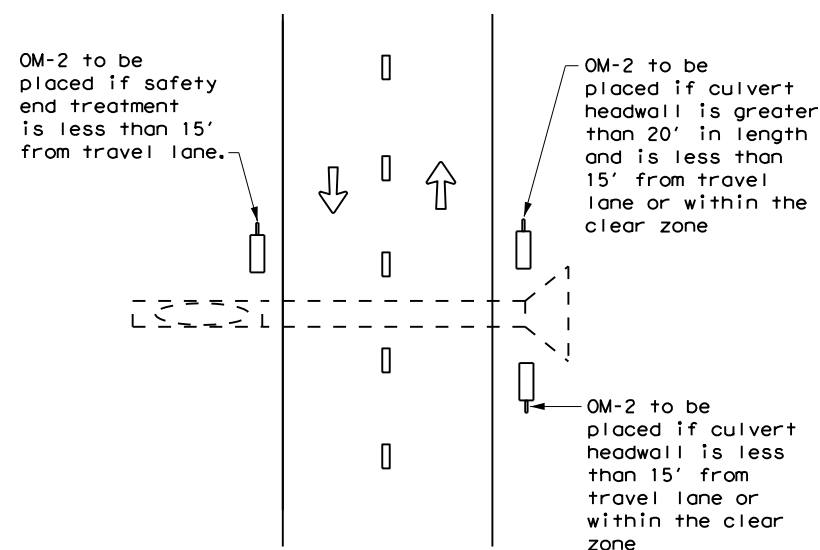 OM-2 to be
placed if safety
end treatment
is less than 15'
from travel lane.
OM-2 to be
placed if culvert
headwall is greater
than 20' in length
and is less than
15' from travel
lane or within the
clear zone
OM-2 to be
placed if culvert
headwall is less
than 15' from
travel lane or
within the clear
zone